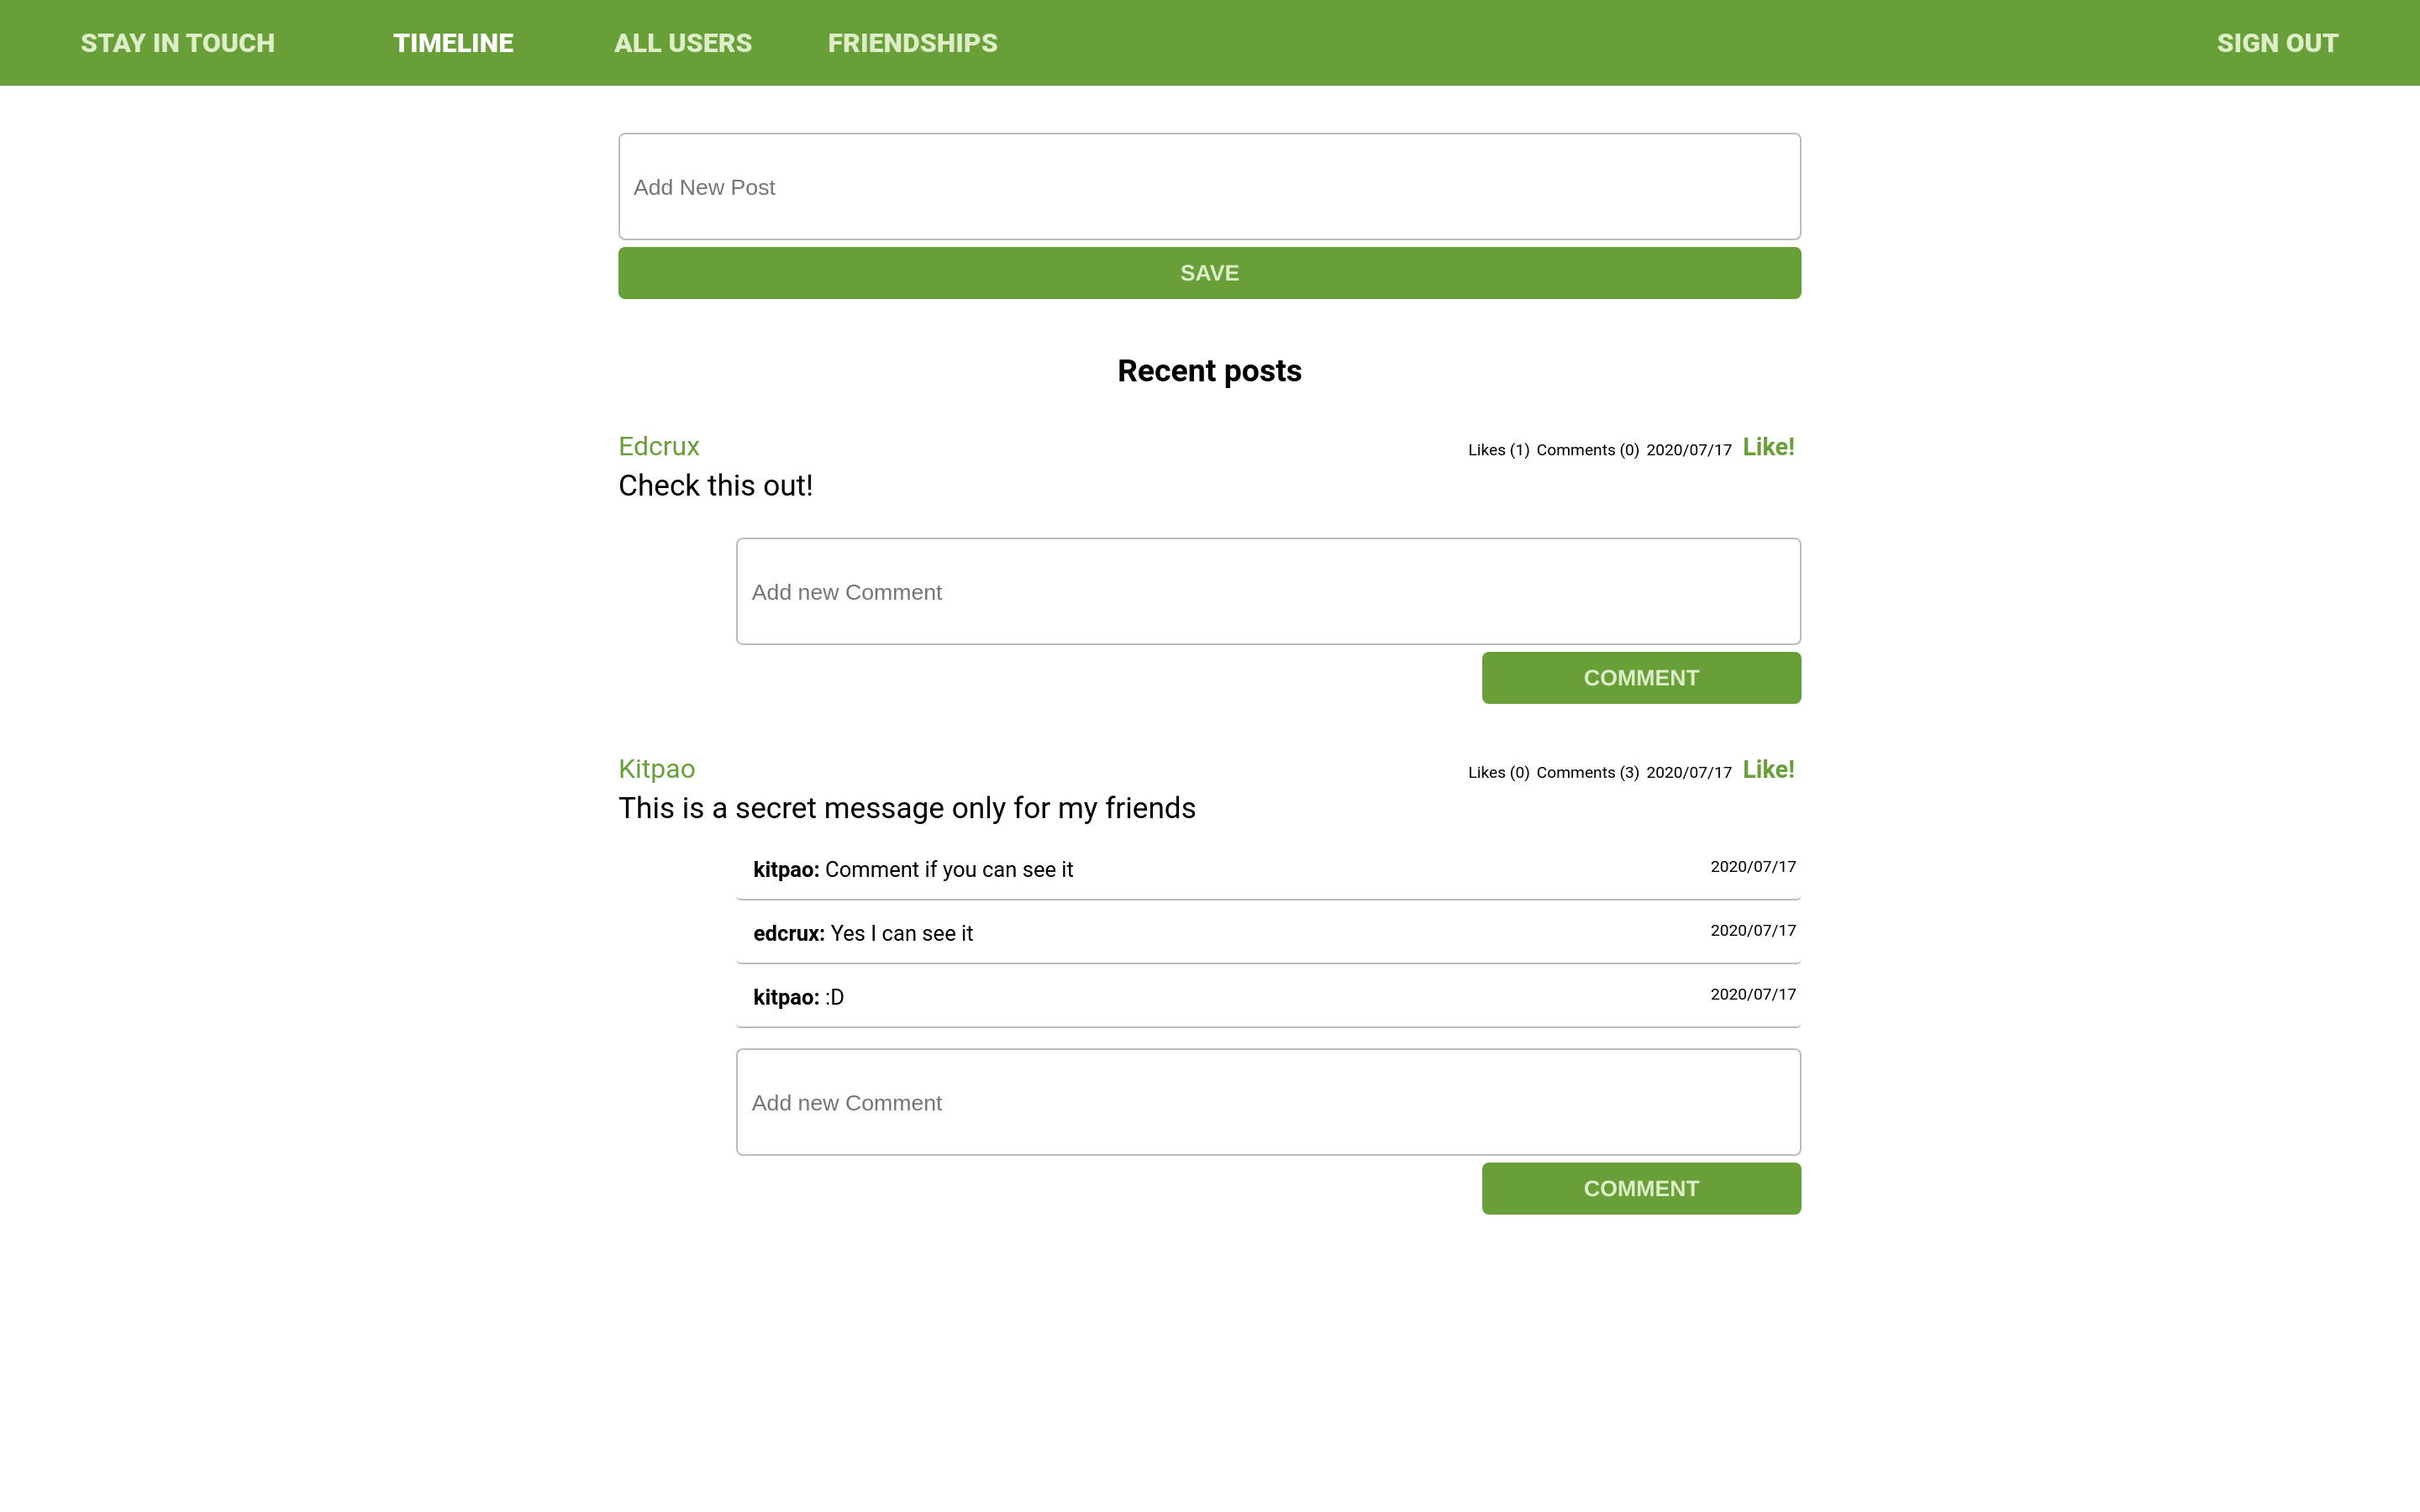 STAY IN TOUCH TIMELINE ALL USERS FRIENDSHIPS SIGN OUT
Add New Post
SAVE
Recent posts
Edcrux Likes (1) Comments (0) 2020/07/17 Like!
Check this out!
Add new Comment
COMMENT
Kitpao Likes (0) Comments (3) 2020/07/17 Like!
This is a secret message only for my friends
kitpao: Comment if you can see it 2020/07/17
edcrux: Yes I can see it 2020/07/17
kitpao: :D 2020/07/17
Add new Comment
COMMENT